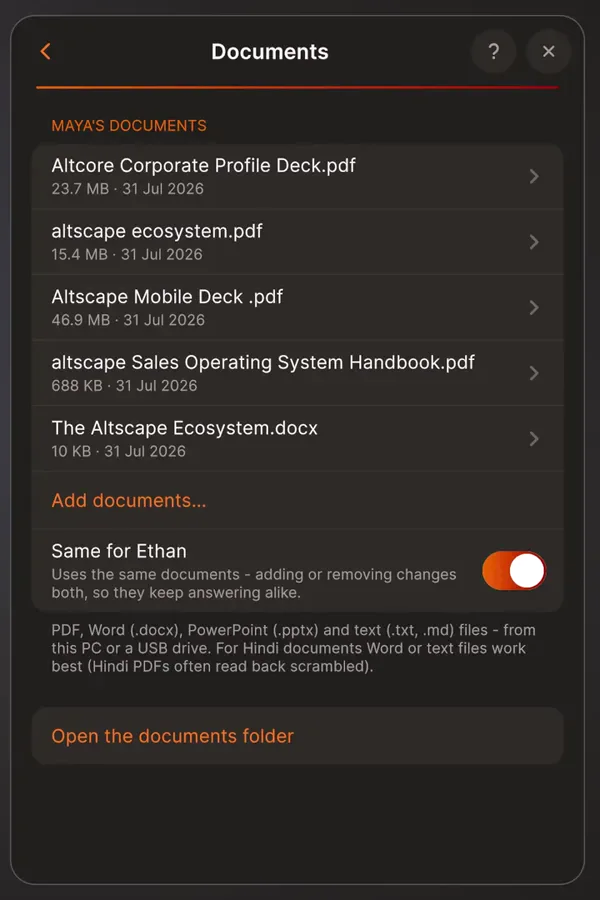 Documents
?
MAYA'S DOCUMENTS
Altcore Corporate Profile Deck.pdf
23.7 MB · 31 Jul 2026
altscape ecosystem.pdf
15.4 MB · 31 Jul 2026
Altscape Mobile Deck .pdf
46.9 MB · 31 Jul 2026
altscape Sales Operating System Handbook.pdf
688 KB · 31 Jul 2026
The Altscape Ecosystem.docx
10 KB · 31 Jul 2026
Add documents...
Same for Ethan
Uses the same documents - adding or removing changes
both, so they keep answering alike.
PDF, Word (.docx), PowerPoint (.pptx) and text (.txt, .md) files - from
this PC or a USB drive. For Hindi documents Word or text files work
best (Hindi PDFs often read back scrambled).
Open the documents folder